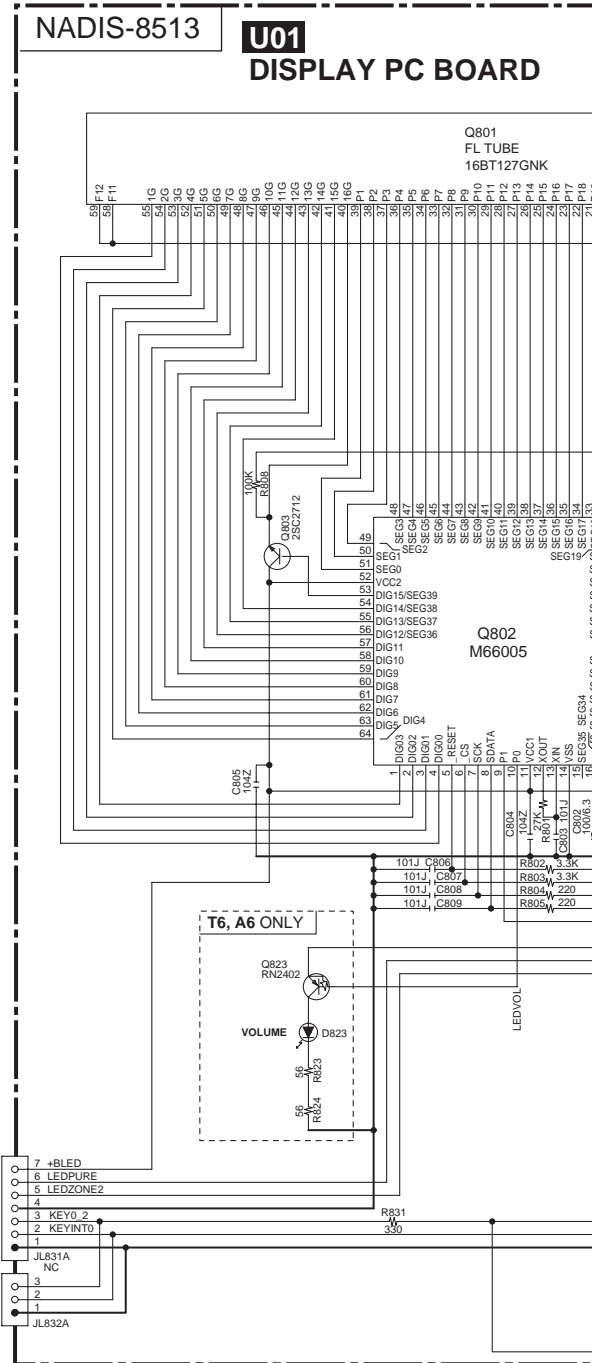 NADIS-8513
U01
DISPLAY PC BOARD
Q801
FL TUBE
16BT127GNK
F12 F11 1G 2G 3G 4G 5G 6G 7G 8G 9G 10G 11G 12G 13G 14G 15G 16G P1 P2 P3 P4 P5 P6 P7 P8 P9 P10 P11 P12 P13 P14 P15 P16 P17 P18
59 58 55 54 53 52 51 50 49 48 47 46 45 44 43 42 41 40 39 38 37 36 35 34 33 32 31 30 29 28 27 26 25 24 23 22 21
100K
R808
Q803
2SC2712
48 47 46 45 44 43 42 41 40 39 38 37 36 35 34 33
SEG3 SEG4 SEG5 SEG6 SEG7 SEG8 SEG9 SEG10 SEG11 SEG12 SEG13 SEG14 SEG15 SEG16 SEG17
SEG2
SEG19
49
50 SEG1
51 SEG0
52 VCC2
53 DIG15/SEG39
54 DIG14/SEG38
55 DIG13/SEG37
56 DIG12/SEG36
57 DIG11
58 DIG10
59 DIG9
60 DIG8
61 DIG7
62 DIG6
63 DIG5
64
DIG4
Q802
M66005
DIG03 DIG02 DIG01 DIG00 _RESET _CS SCK SDATA P1 P0 VCC1 XOUT XIN VSS SEG35 SEG34
1 2 3 4 5 6 7 8 9 10 11 12 13 14 15 16
C805
104Z
C804
104Z
27K
R801
C803
101J
C802
100/6.3
101J C806
101J C807
101J C808
101J C809
R802 3.3K
R803 3.3K
R804 220
R805 220
T6, A6 ONLY
Q823
RN2402
VOLUME
D823
56
R823
56
R824
LEDVOL
7 +BLED
6 LEDPURE
5 LEDZONE2
4
3 KEY0_2
2 KEYINT0
1
JL831A
NC
R831
330
3
2
1
JL832A